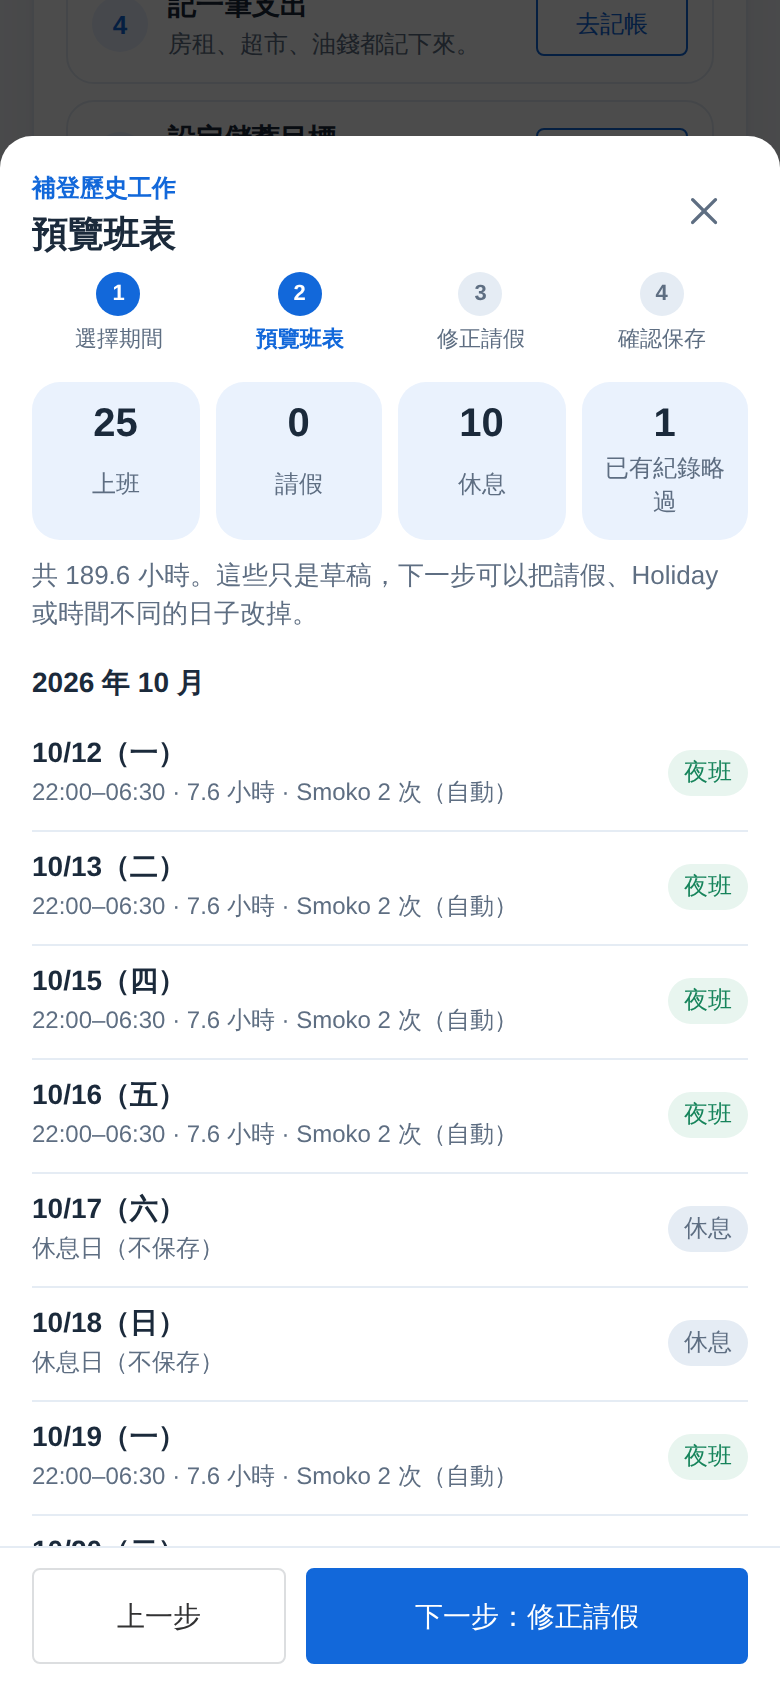 記一筆支出
4
房租、超市、油錢都記下來。
去記帳
設定儲蓄目標
補登歷史工作
預覽班表
1
2
3
4
選擇期間
預覽班表
修正請假
確認保存
25
上班
0
請假
10
休息
1
已有紀錄略
過
共 189.6 小時。這些只是草稿，下一步可以把請假、Holiday
或時間不同的日子改掉。
2026 年 10 月
10/12（一）
22:00–06:30 · 7.6 小時 · Smoko 2 次（自動）
夜班
10/13（二）
22:00–06:30 · 7.6 小時 · Smoko 2 次（自動）
夜班
10/15（四）
22:00–06:30 · 7.6 小時 · Smoko 2 次（自動）
夜班
10/16（五）
22:00–06:30 · 7.6 小時 · Smoko 2 次（自動）
夜班
10/17（六）
休息日（不保存）
休息
10/18（日）
休息日（不保存）
休息
10/19（一）
22:00–06:30 · 7.6 小時 · Smoko 2 次（自動）
夜班
上一步
下一步：修正請假